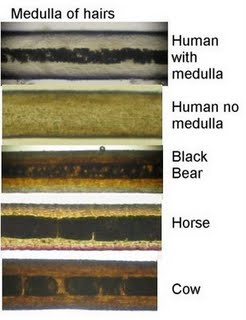 Medulla of hairs
Human
with
medulla
Human no
medulla
Black
Bear
Horse
Cow